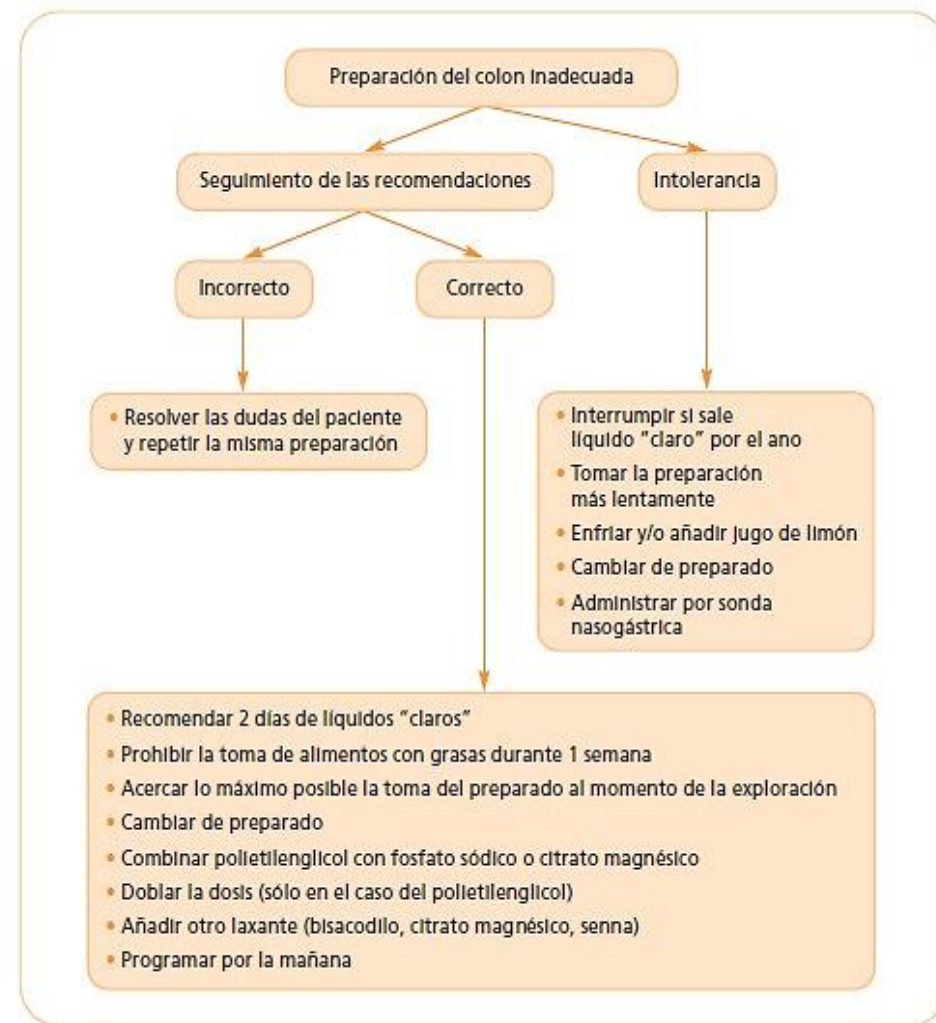 Preparación del colon inadecuada
Seguimiento de las recomendaciones
Intolerancia
Incorrecto
Correcto
• Resolver las dudas del paciente
y repetir la misma preparación
• Interrumpir si sale
líquido "claro" por el ano
• Tomar la preparación
más lentamente
• Enfriar y/o añadir jugo de limón
• Cambiar de preparado
• Administrar por sonda
nasogástrica
• Recomendar 2 días de líquidos "claros"
• Prohibir la toma de alimentos con grasas durante 1 semana
• Acercar lo máximo posible la toma del preparado al momento de la exploración
• Cambiar de preparado
• Combinar polietilenglicol con fosfato sódico o citrato magnésico
• Doblar la dosis (sólo en el caso del polietilenglicol)
• Añadir otro laxante (bisacodilo, citrato magnésico, senna)
• Programar por la mañana